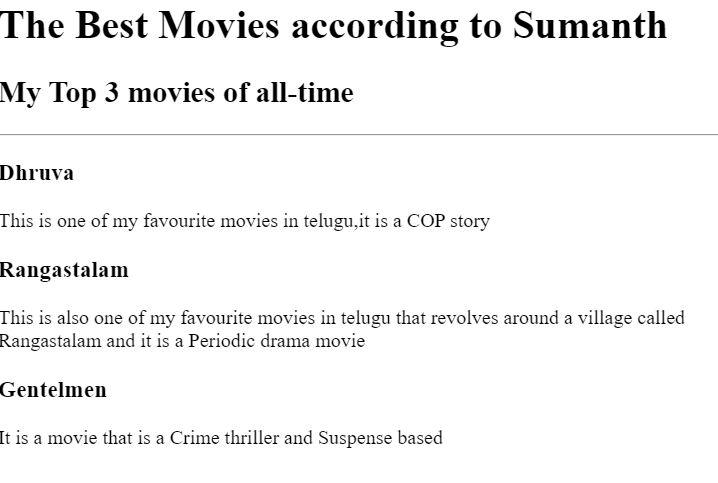 The Best Movies according to Sumanth
My Top 3 movies of all-time
Dhruva
This is one of my favourite movies in telugu,it is a COP story
Rangastalam
This is also one of my favourite movies in telugu that revolves around a village called
Rangastalam and it is a Periodic drama movie
Gentelmen
It is a movie that is a Crime thriller and Suspense based